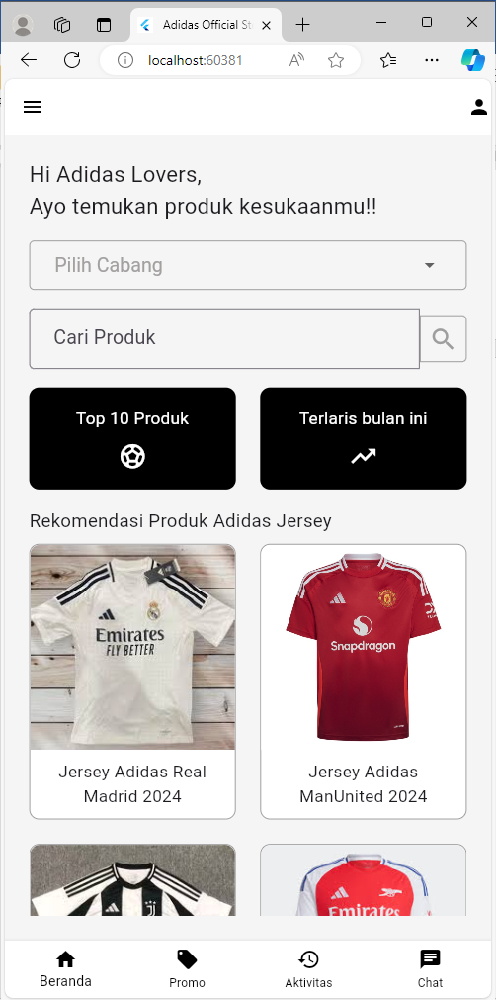 Adidas Official St
localhost:60381
Hi Adidas Lovers,
Ayo temukan produk kesukaanmu!!
Pilih Cabang
Cari Produk
Top 10 Produk
Terlaris bulan ini
Rekomendasi Produk Adidas Jersey
Emirates
FLY BETTER
Snapdragon
Jersey Adidas Real
Madrid 2024
Jersey Adidas
ManUnited 2024
Emirates
Beranda
Promo
Aktivitas
Chat